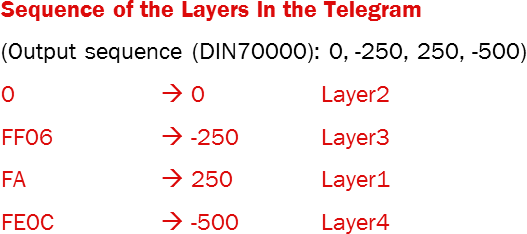 Sequence of the Layers In the Telegram
(Output sequence (DIN70000): 0, -250, 250, -500)
0 → 0 Layer2
FF06 → -250 Layer3
FA → 250 Layer1
FE0C → -500 Layer4